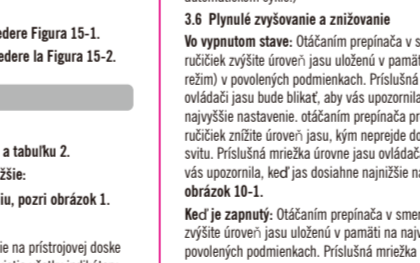 edere Figura 15-1.
edere la Figura 15-2.
a tabuľku 2.
žšie:
iu, pozri obrázok 1.
ie na prístrojovej doske
3.6 Plynulé zvyšovanie a znižovanie
Vo vypnutom stave: Otáčaním prepínača v s
ručičiek zvýšite úroveň jasu uloženú v pamät
režim) v povolených podmienkach. Príslušná
ovládači jasu bude blikať, aby vás upozornila
najvyššie nastavenie. otáčaním prepínača pr
ručičiek znížite úroveň jasu, kým neprejde do
svitu. Príslušná mriežka úrovne jasu ovládač
vás upozornila, keď jas dosiahne najnižšie na
obrázok 10-1.
Keď je zapnutý: Otáčaním prepínača v smer
zvýšite úroveň jasu uloženú v pamäti na najv
povolených podmienkach. Príslušná mriežka